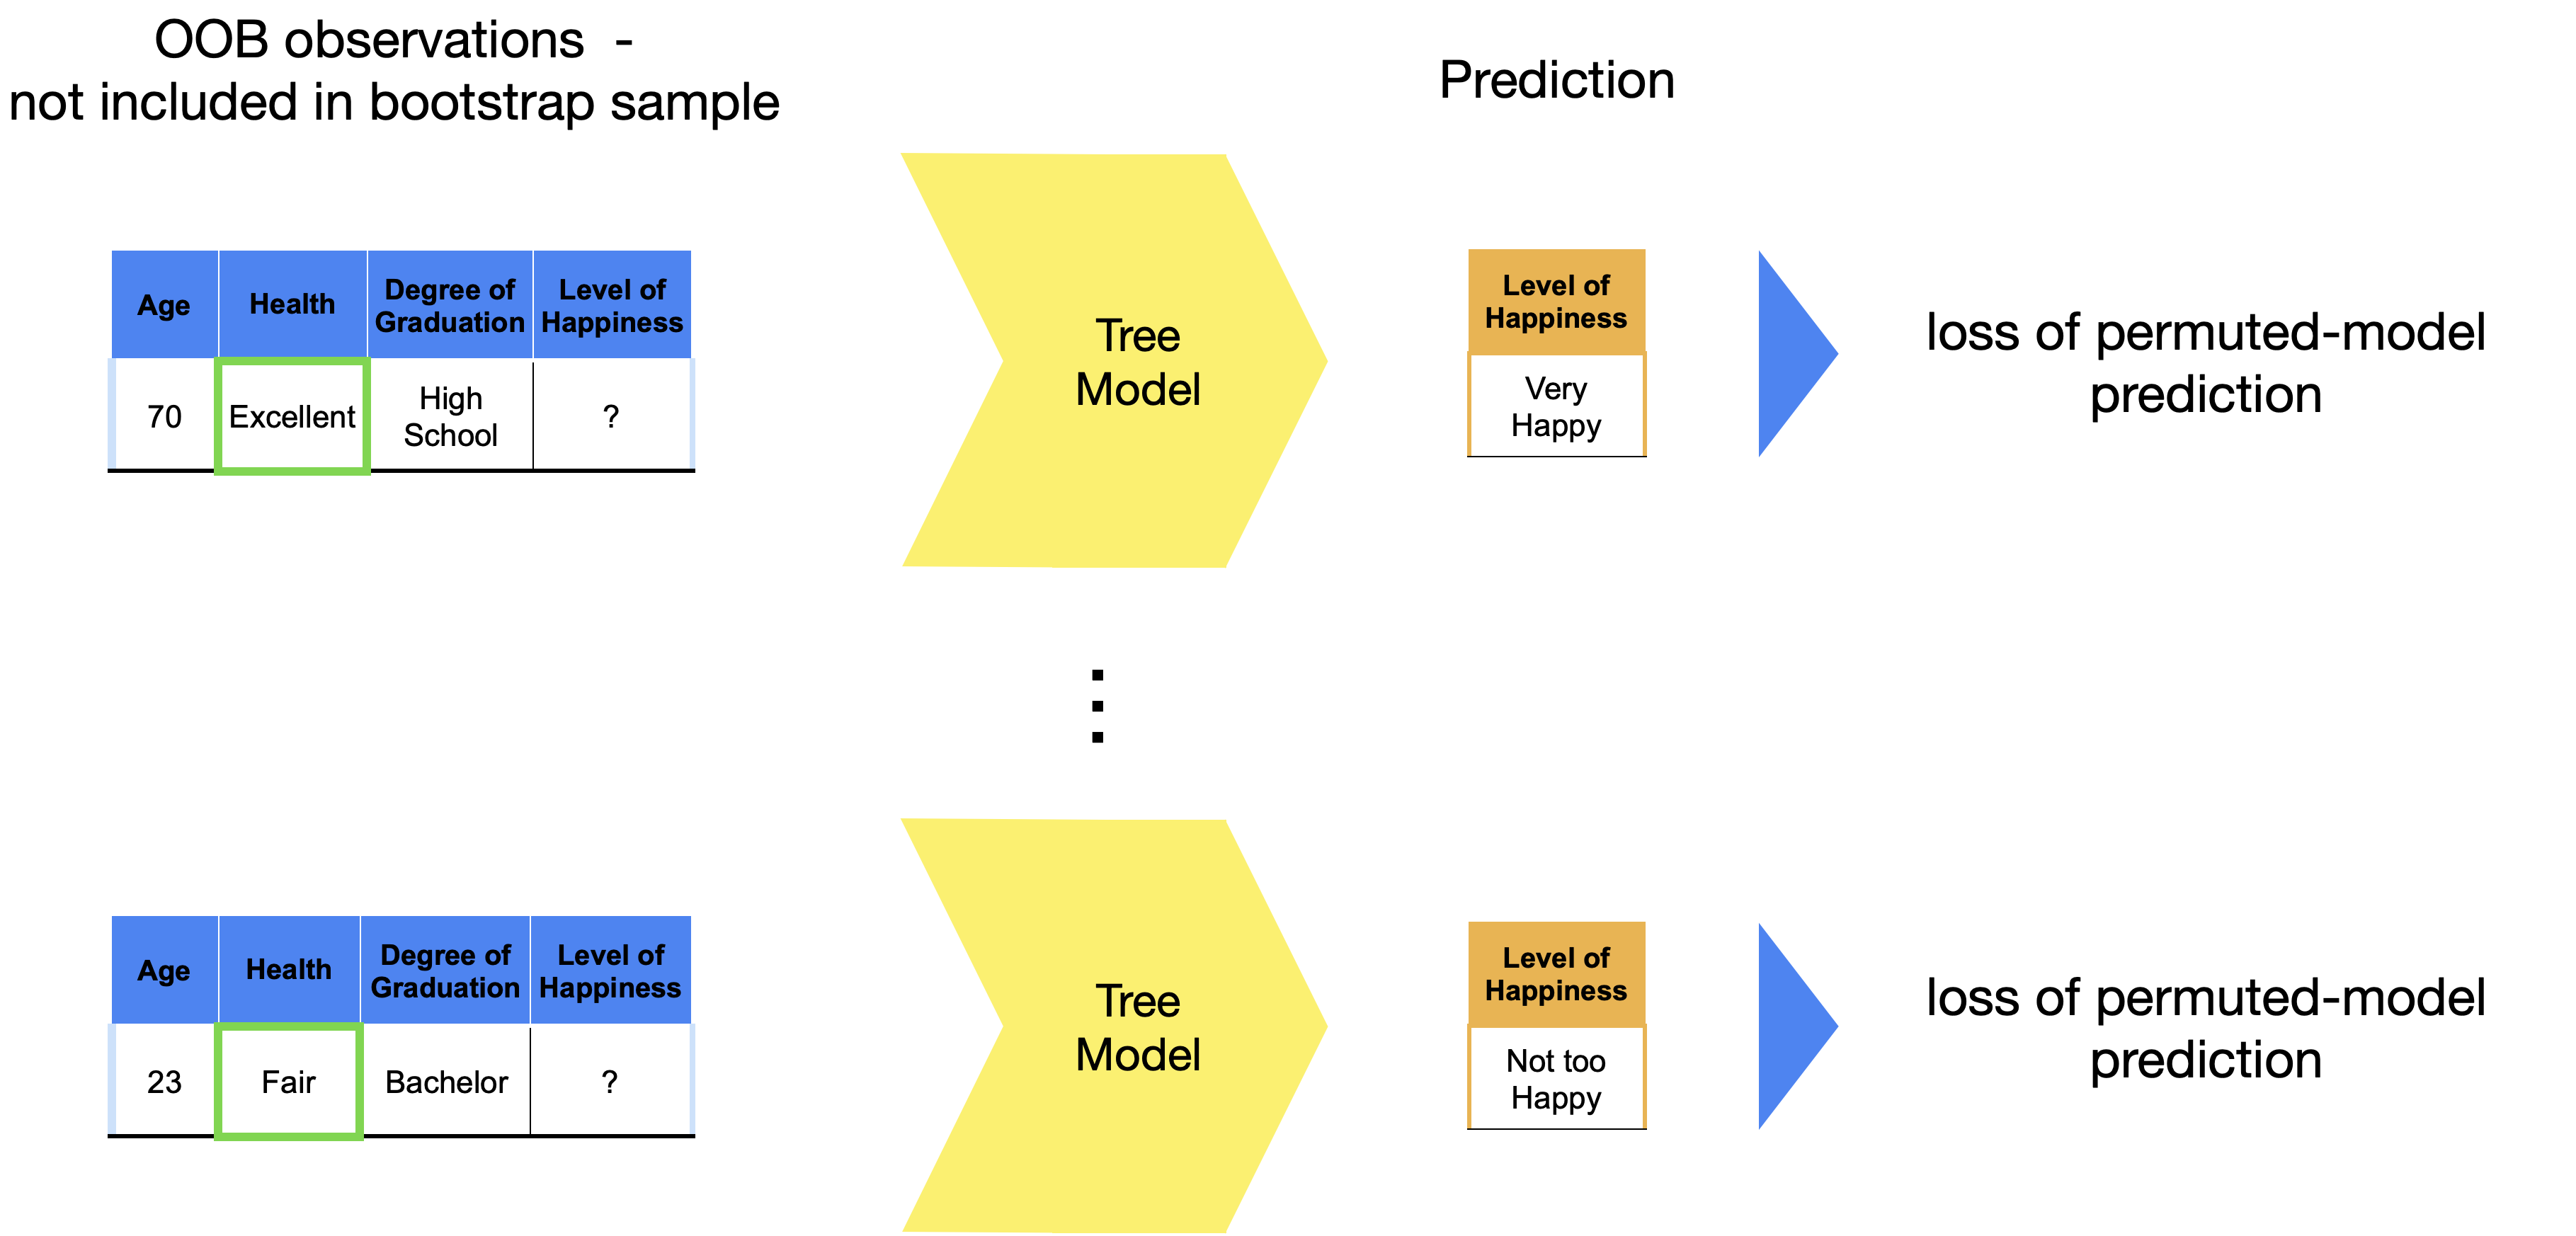 OOB observations -
not included in bootstrap sample
Prediction
Age
Health
Degree of
Graduation
Level of
Happiness
70
Excellent
High
School
?
Tree
Model
Level of
Happiness
Very
Happy
loss of permuted-model
prediction
Age
Health
Degree of
Graduation
Level of
Happiness
23
Fair
Bachelor
?
Tree
Model
Level of
Happiness
Not too
Happy
loss of permuted-model
prediction